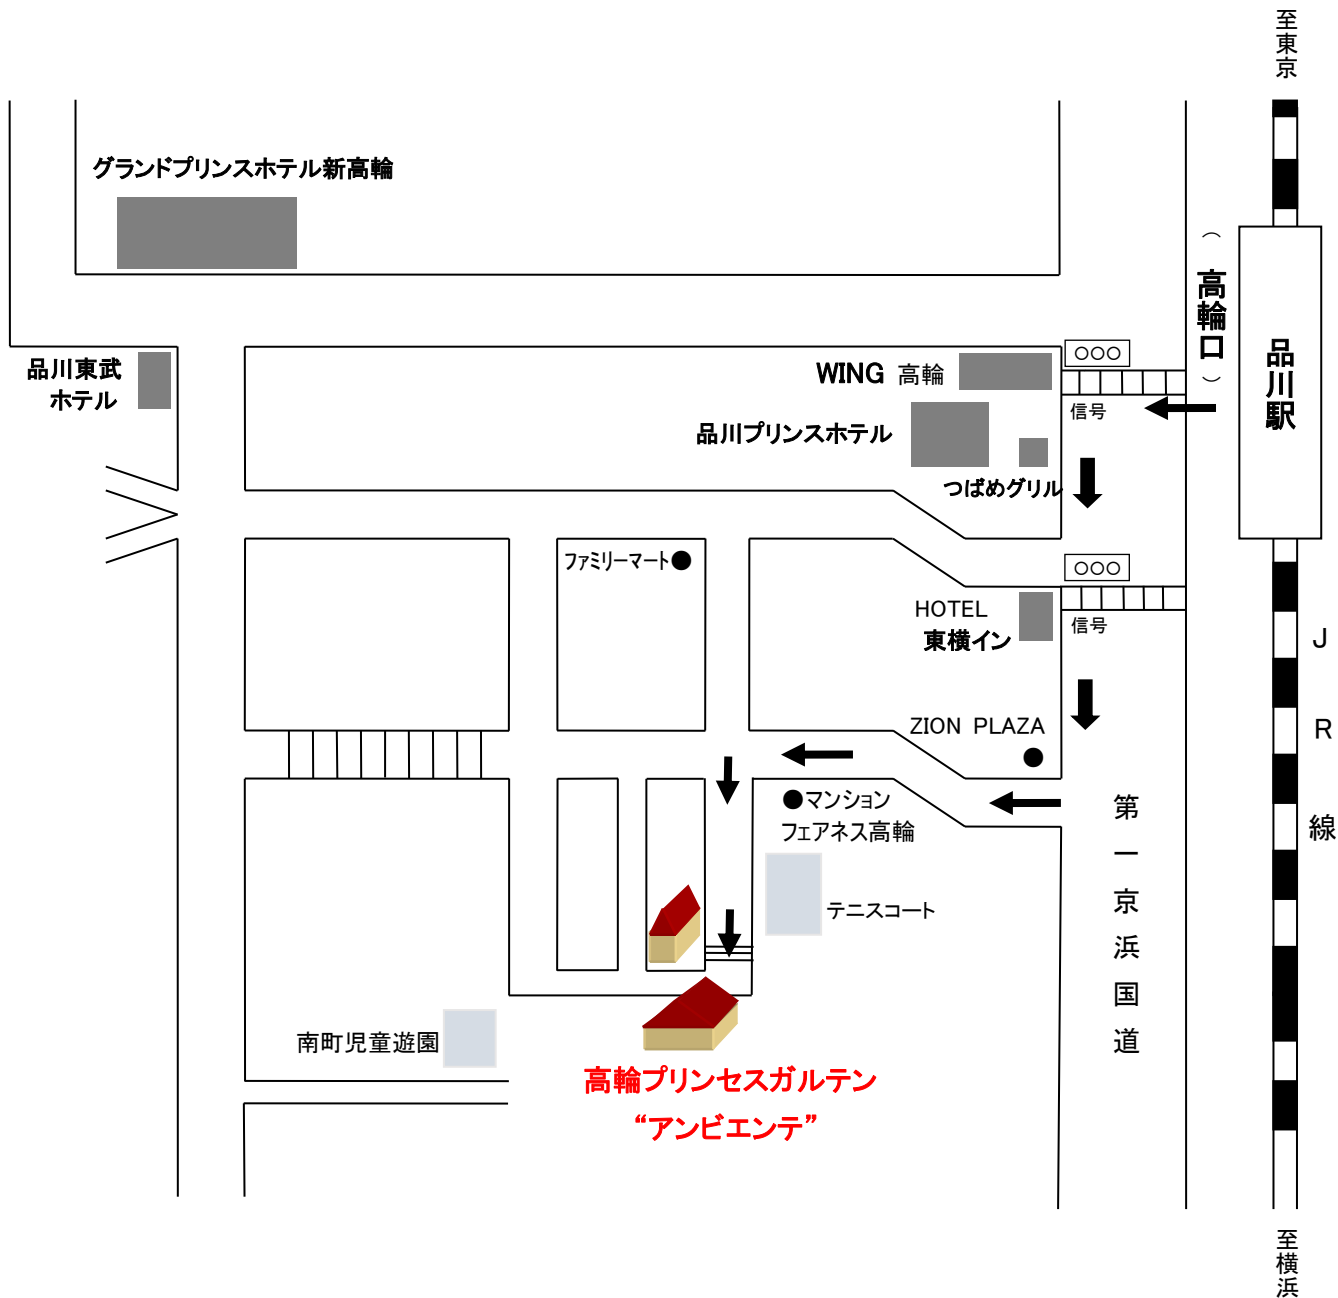 至東京
グランドプリンスホテル新高輪
（高輪口）
品川駅
品川東武
ホテル
WING 高輪
○○○
信号
品川プリンスホテル
つばめグリル
ファミリーマート●
○○○
信号
HOTEL
東横イン
JR線
ZION PLAZA
●マンション
フェアネス高輪
第一京浜国道
テニスコート
南町児童遊園
高輪プリンセスガルテン
“アンビエンテ”
至横浜